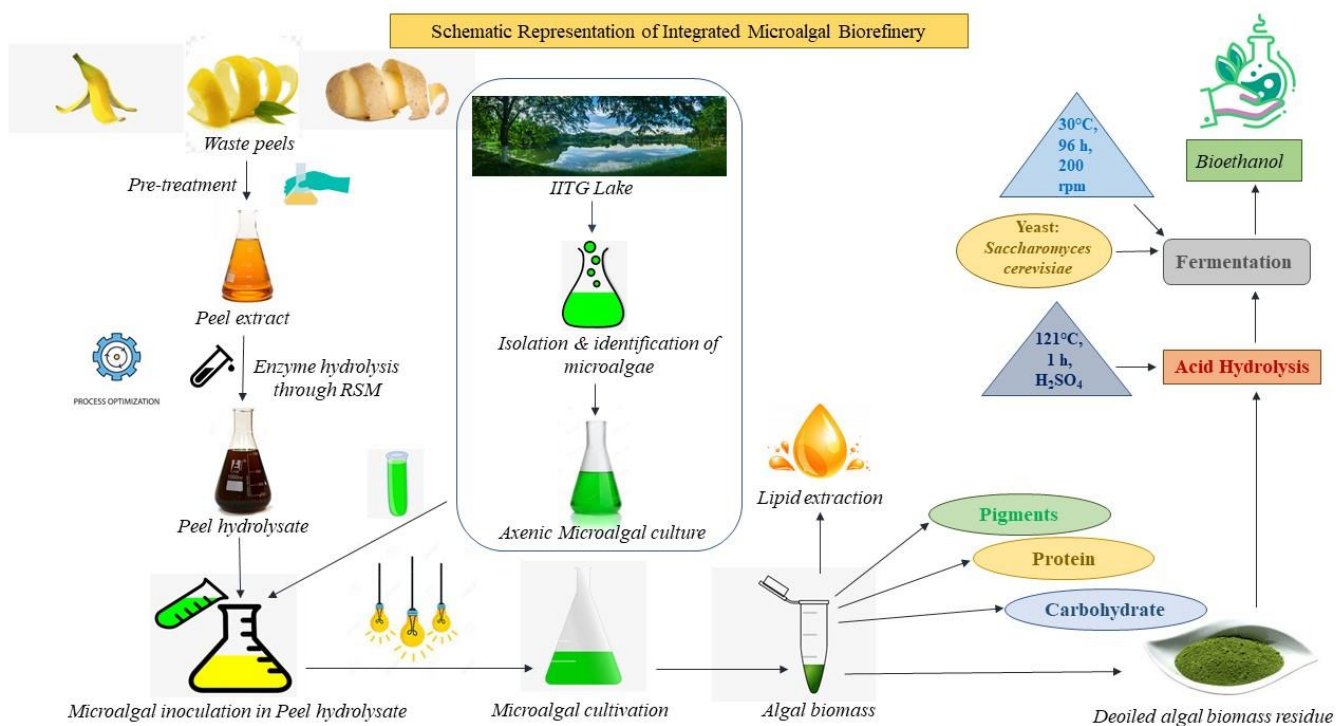 Schematic Representation of Integrated Microalgal Biorefinery
Waste peels
Pre-treatment
Peel extract
Enzyme hydrolysis
through RSM
PROCESS OPTIMIZATION
Peel hydrolysate
Microalgal inoculation in Peel hydrolysate
IITG Lake
Isolation & identification of
microalgae
Axenic Microalgal culture
Microalgal cultivation
Lipid extraction
Algal biomass
Pigments
Protein
Carbohydrate
Deoiled algal biomass residue
121°C,
1 h,
H₂SO₄
Acid Hydrolysis
30°C,
96 h,
200
rpm
Yeast:
Saccharomyces
cerevisiae
Fermentation
Bioethanol